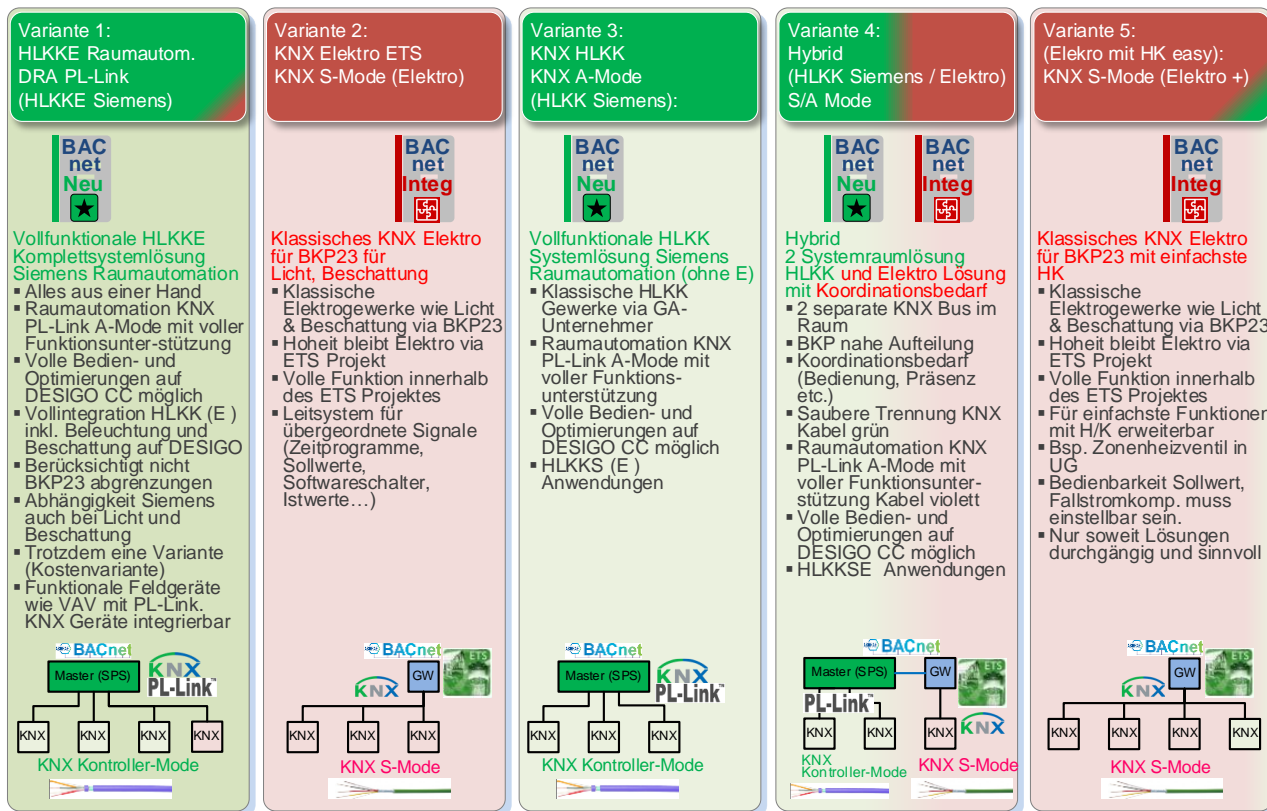 Variante 1:
HLKKE Raumautom.
DRA PL-Link
(HLKKE Siemens)
BAC
net
Neu
Vollfunktionale HLKKE
Komplettsystemlösung
Siemens Raumautomation
▪ Alles aus einer Hand
▪ Raumautomation KNX
PL-Link A-Mode mit voller
Funktionsunter-stützung
▪ Volle Bedien- und
Optimierungen auf
DESIGO CC möglich
▪ Vollintegration HLKK (E )
inkl. Beleuchtung und
Beschattung auf DESIGO
▪ Berücksichtigt nicht
BKP23 abgrenzungen
▪ Abhängigkeit Siemens
auch bei Licht und
Beschattung
▪ Trotzdem eine Variante
(Kostenvariante)
▪ Funktionale Feldgeräte
wie VAV mit PL-Link.
KNX Geräte integrierbar
BACnet
Master (SPS)
KNX
PL-Link™
KNX KNX KNX KNX
KNX Kontroller-Mode
Variante 2:
KNX Elektro ETS
KNX S-Mode (Elektro)
BAC
net
Integ
Klassisches KNX Elektro
für BKP23 für
Licht, Beschattung
▪ Klassische
Elektrogewerke wie Licht
& Beschattung via BKP23
▪ Hoheit bleibt Elektro via
ETS Projekt
▪ Volle Funktion innerhalb
des ETS Projektes
▪ Leitsystem für
übergeordnete Signale
(Zeitprogramme,
Sollwerte,
Softwareschalter,
Istwerte…)
BACnet
GW
ETS
KNX
KNX KNX KNX
KNX S-Mode
Variante 3:
KNX HLKK
KNX A-Mode
(HLKK Siemens):
BAC
net
Neu
Vollfunktionale HLKK
Systemlösung Siemens
Raumautomation (ohne E)
▪ Klassische HLKK
Gewerke via GA-
Unternehmer
▪ Raumautomation KNX
PL-Link A-Mode mit
voller Funktions-
unterstützung
▪ Volle Bedien- und
Optimierungen auf
DESIGO CC möglich
▪ HLKKS (E )
Anwendungen
BACnet
Master (SPS)
KNX
PL-Link™
KNX KNX KNX
KNX Kontroller-Mode
Variante 4:
Hybrid
(HLKK Siemens / Elektro)
S/A Mode
BAC
net
Neu
BAC
net
Integ
Hybrid
2 Systemraumlösung
HLKK und Elektro Lösung
mit Koordinationsbedarf
▪ 2 separate KNX Bus im
Raum
▪ BKP nahe Aufteilung
▪ Koordinationsbedarf
(Bedienung, Präsenz
etc.)
▪ Saubere Trennung KNX
Kabel grün
▪ Raumautomation KNX
PL-Link A-Mode mit
voller Funktionsunter-
stützung Kabel violett
▪ Volle Bedien- und
Optimierungen auf
DESIGO CC möglich
▪ HLKKSE Anwendungen
BACnet
Master (SPS)
GW
ETS
PL-Link™
KNX
KNX KNX KNX
KNX
Kontroller-Mode
KNX S-Mode
Variante 5:
(Elekro mit HK easy):
KNX S-Mode (Elektro +)
BAC
net
Integ
Klassisches KNX Elektro
für BKP23 mit einfachste
HK
▪ Klassische
Elektrogewerke wie Licht
& Beschattung via BKP23
▪ Hoheit bleibt Elektro via
ETS Projekt
▪ Volle Funktion innerhalb
des ETS Projektes
▪ Für einfachste Funktionen
mit H/K erweiterbar
▪ Bsp. Zonenheizventil in
UG
▪ Bedienbarkeit Sollwert,
Fallstromkomp. muss
einstellbar sein.
▪ Nur soweit Lösungen
durchgängig und sinnvoll
BACnet
GW
ETS
KNX
KNX KNX KNX KNX
KNX S-Mode